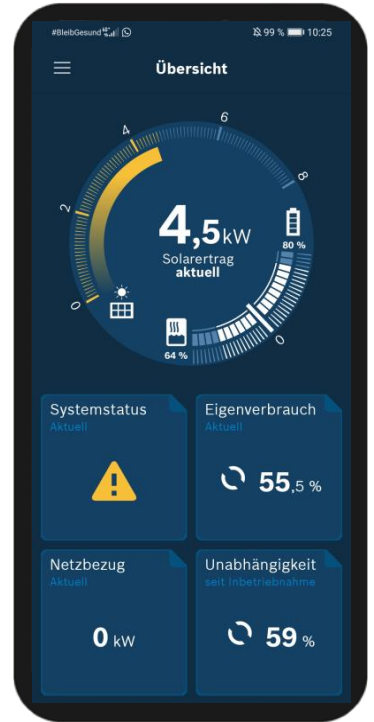 #BleibGesund
99 % 10:25
Übersicht
0
2
4
6
8
4,5kW
Solarertrag
aktuell
80 %
64 %
0
Systemstatus
Aktuell
Eigenverbrauch
Aktuell
55,5 %
Netzbezug
Aktuell
0 kW
Unabhängigkeit
seit Inbetriebnahme
59 %